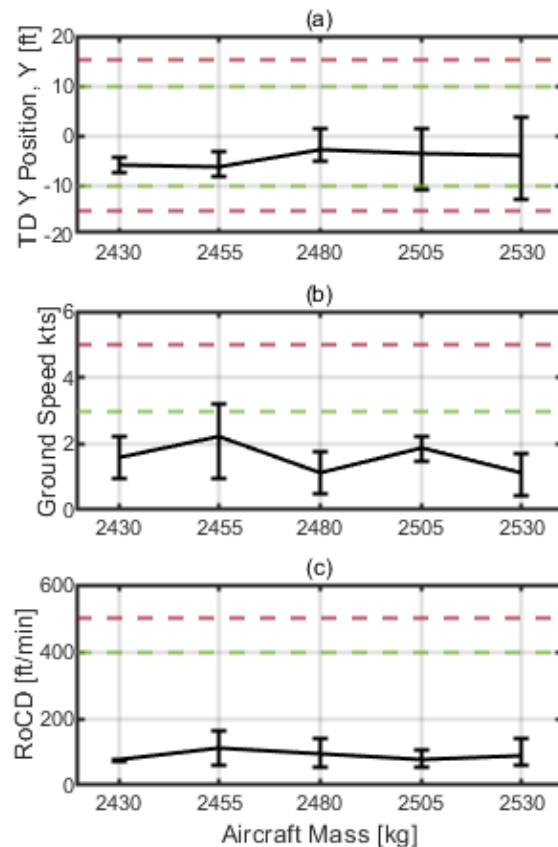 (a)
TD Y Position, Y [ft]
20
10
0
-10
-20
2430 2455 2480 2505 2530
(b)
Ground Speed kts
6
4
2
0
2430 2455 2480 2505 2530
(c)
RoCD [ft/min]
600
400
200
0
2430 2455 2480 2505 2530
Aircraft Mass [kg]